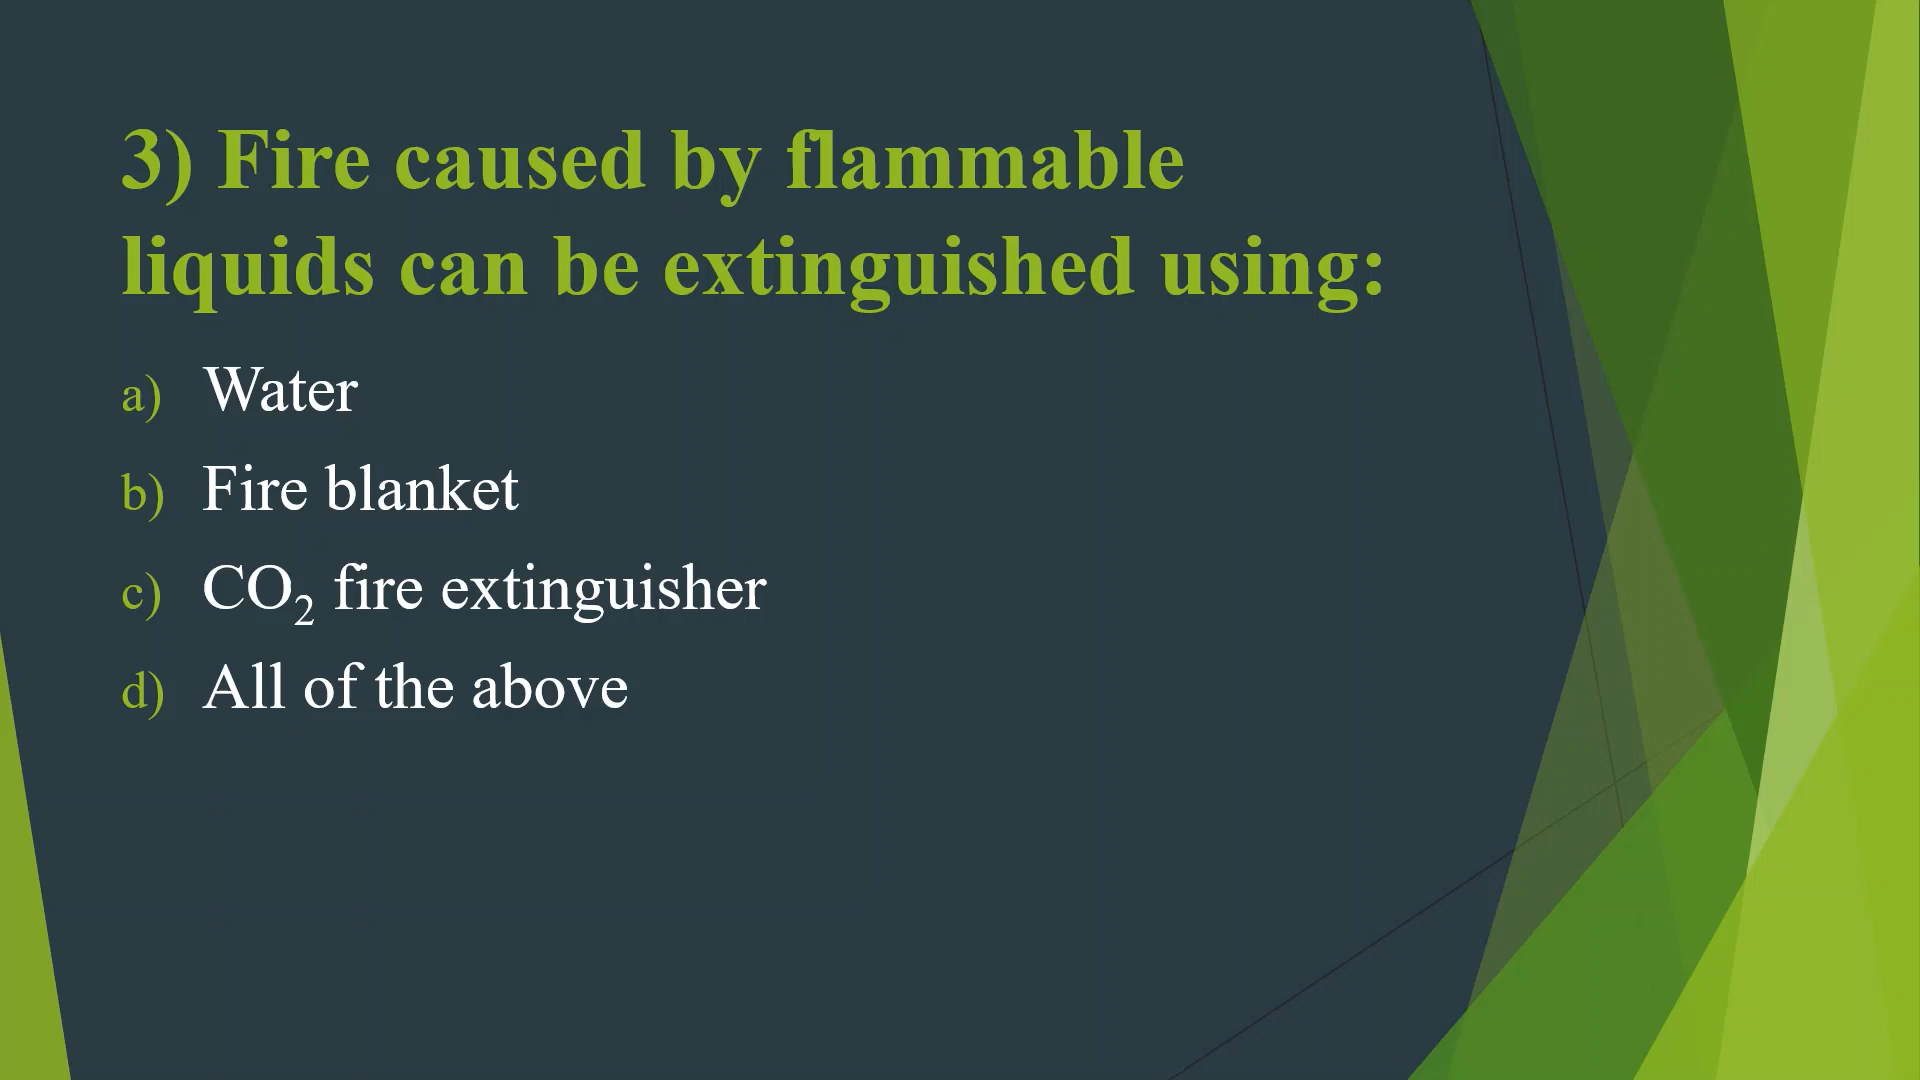 3) Fire caused by flammable
liquids can be extinguished using:
a) Water
b) Fire blanket
c) CO₂ fire extinguisher
d) All of the above